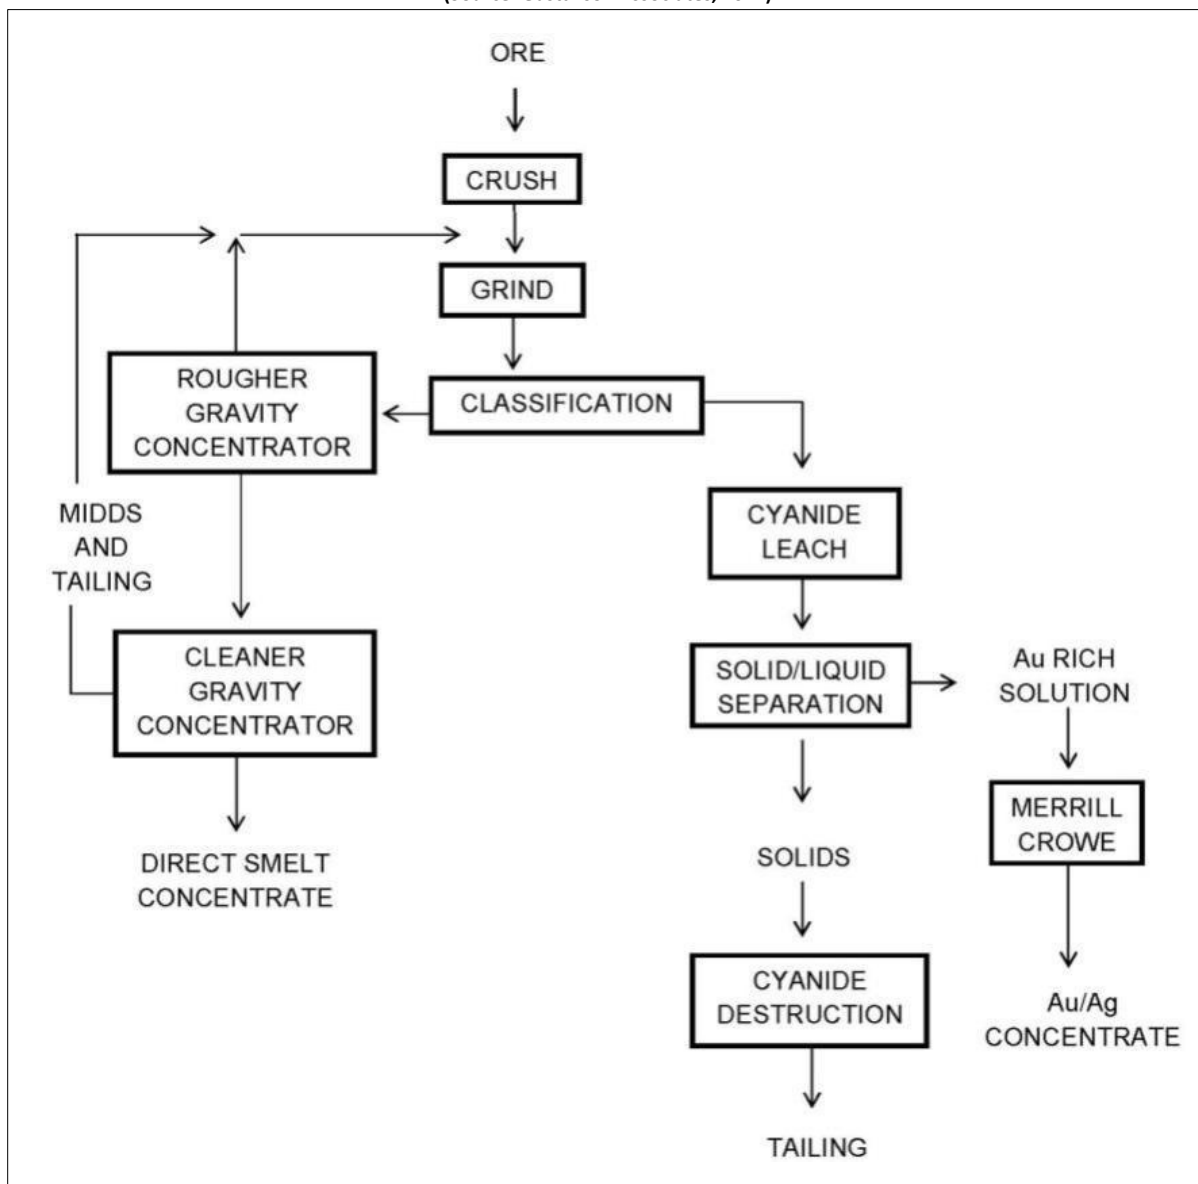 ORE
CRUSH
GRIND
CLASSIFICATION
ROUGHER
GRAVITY
CONCENTRATOR
MIDDS
AND
TAILING
CLEANER
GRAVITY
CONCENTRATOR
DIRECT SMELT
CONCENTRATE
CYANIDE
LEACH
SOLID/LIQUID
SEPARATION
Au RICH
SOLUTION
MERRILL
CROWE
Au/Ag
CONCENTRATE
SOLIDS
CYANIDE
DESTRUCTION
TAILING